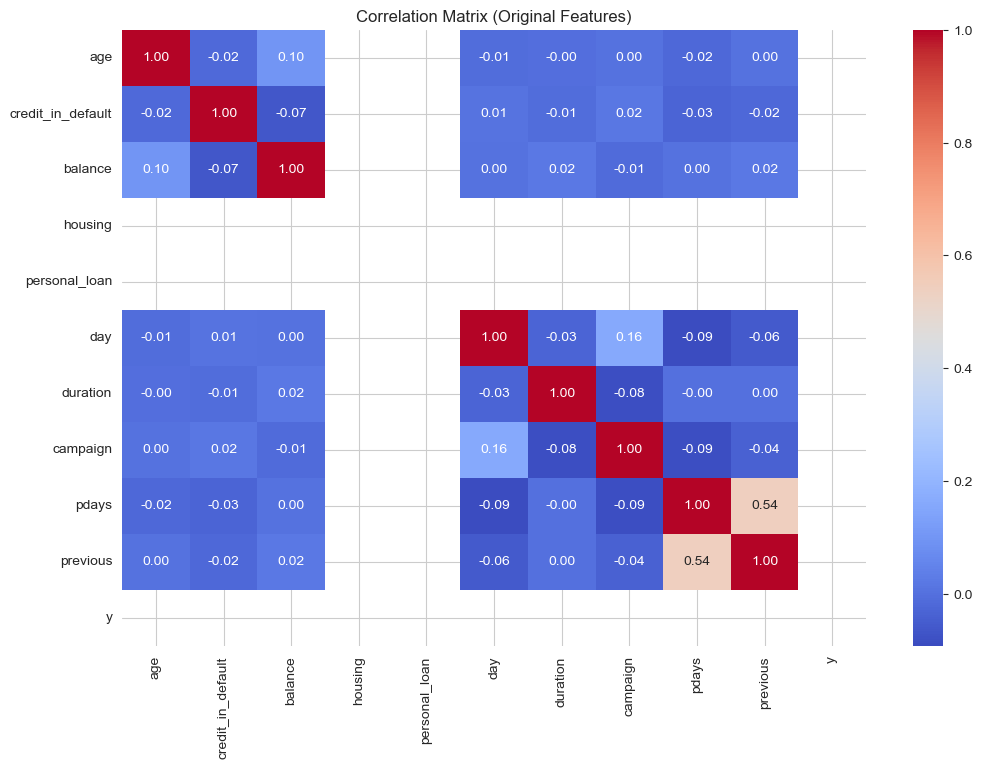 Correlation Matrix (Original Features)
age 1.00 -0.02 0.10 -0.01 -0.00 0.00 -0.02 0.00
credit_in_default -0.02 1.00 -0.07 0.01 -0.01 0.02 -0.03 -0.02
balance 0.10 -0.07 1.00 0.00 0.02 -0.01 0.00 0.02
housing
personal_loan
day -0.01 0.01 0.00 1.00 -0.03 0.16 -0.09 -0.06
duration -0.00 -0.01 0.02 -0.03 1.00 -0.08 -0.00 0.00
campaign 0.00 0.02 -0.01 0.16 -0.08 1.00 -0.09 -0.04
pdays -0.02 -0.03 0.00 -0.09 -0.00 -0.09 1.00 0.54
previous 0.00 -0.02 0.02 -0.06 0.00 -0.04 0.54 1.00
y
age credit_in_default balance housing personal_loan day duration campaign pdays previous y
1.0
0.8
0.6
0.4
0.2
0.0